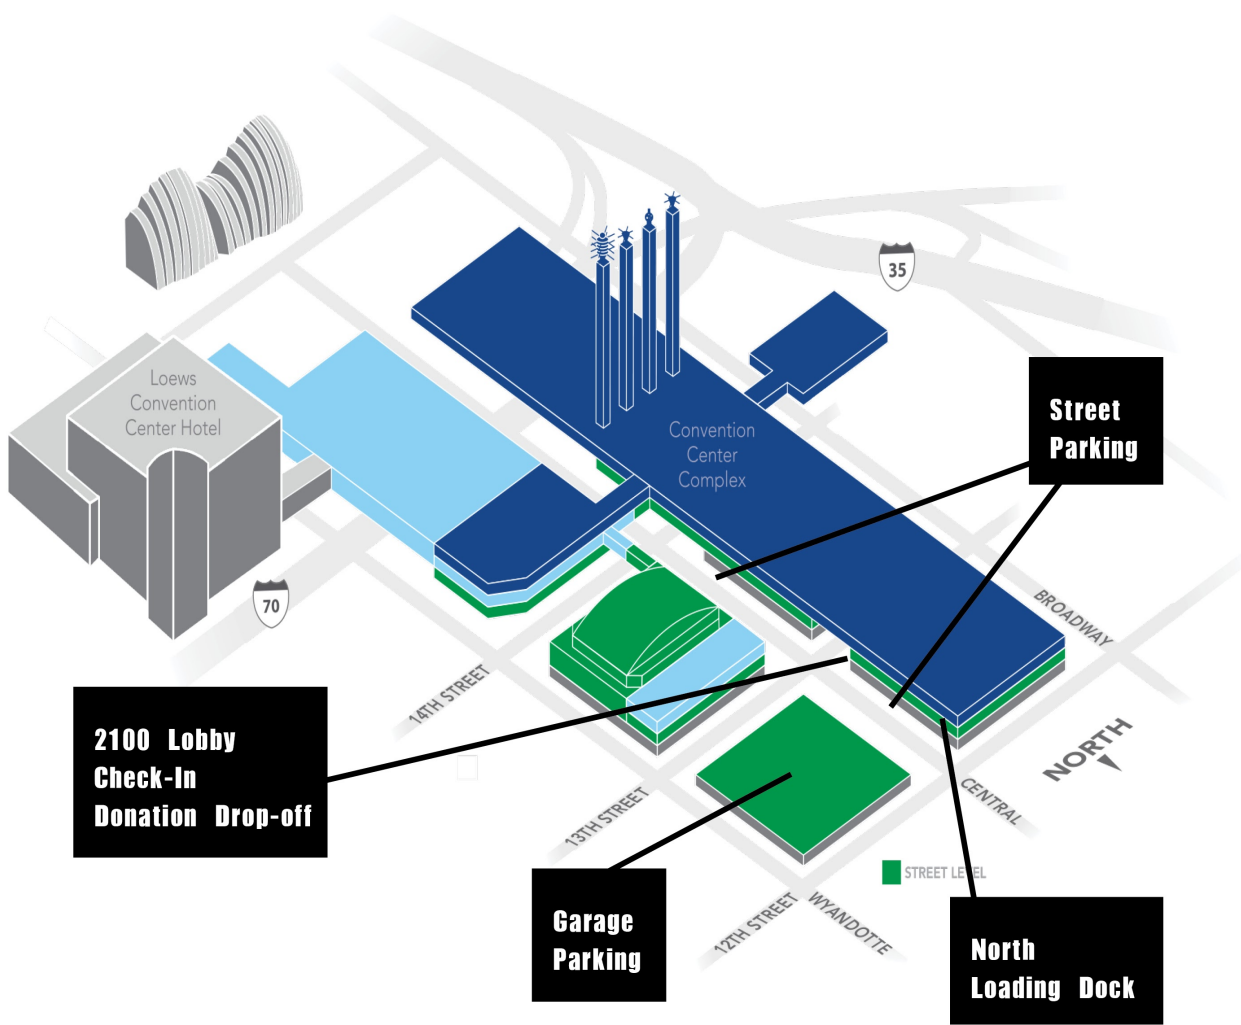 35
Loews
Convention
Center Hotel
Convention
Center
Complex
Street
Parking
70
BROADWAY
14TH STREET
2100 Lobby
Check-In
Donation Drop-off
NORTH
CENTRAL
13TH STREET
STREET LEVEL
Garage
Parking
12TH STREET
WYANDOTTE
North
Loading Dock